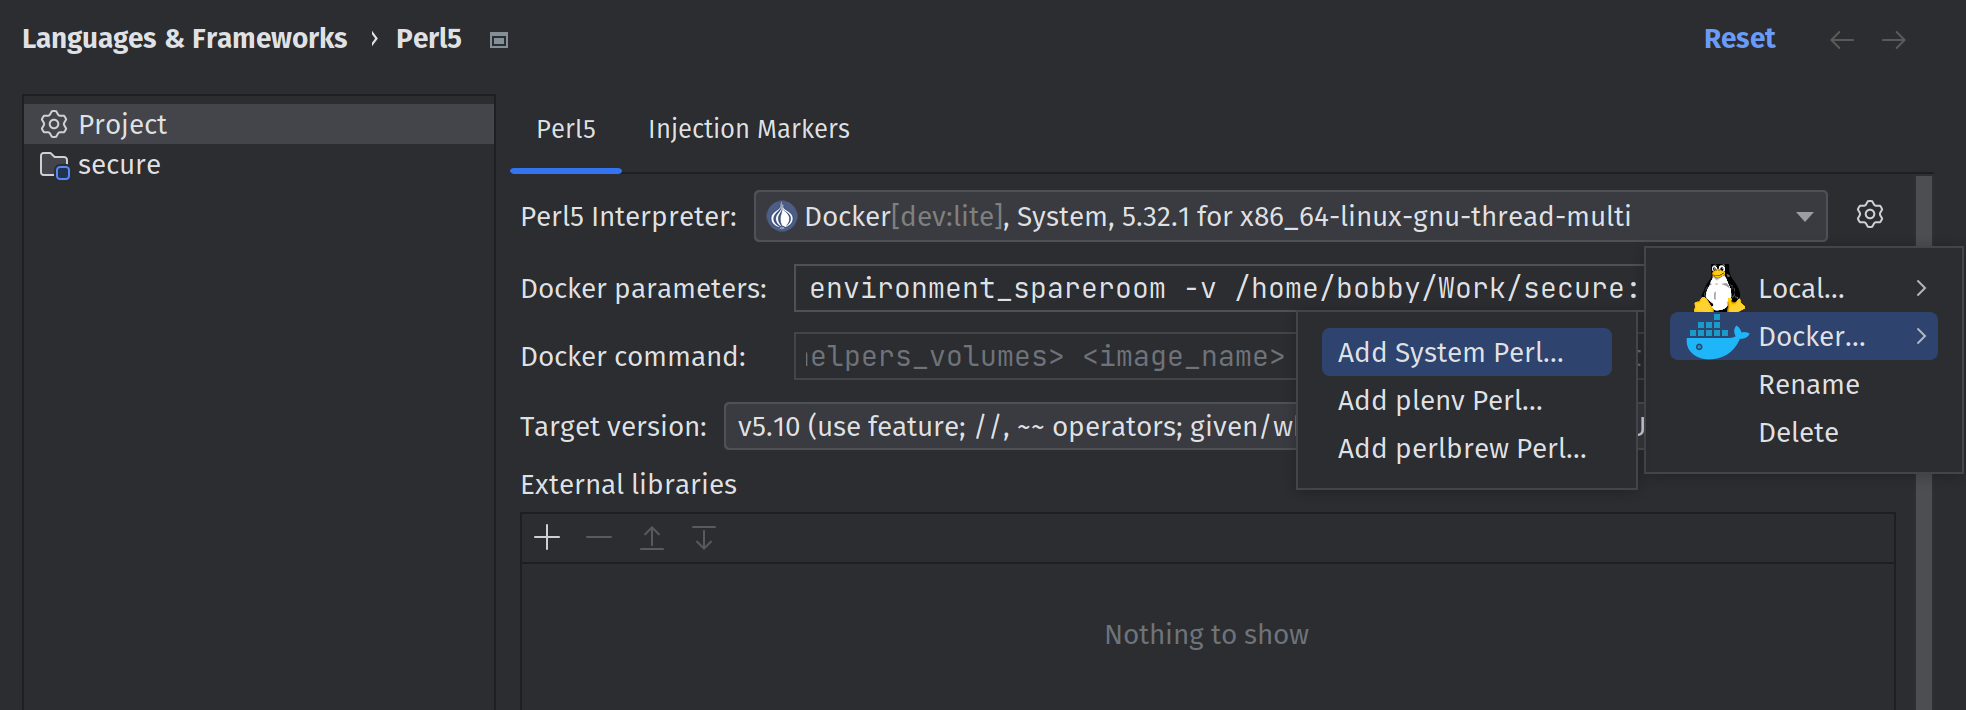 Languages & Frameworks › Perl5
Reset
Project
secure
Perl5 Injection Markers
Perl5 Interpreter: Docker[dev:lite], System, 5.32.1 for x86_64-linux-gnu-thread-multi
Docker parameters: environment_spareroom -v /home/bobby/Work/secure:
Docker command: elpers_volumes> <image_name>
Target version: v5.10 (use feature; //, ~~ operators; given/w
External libraries
Nothing to show
Local...
Docker...
Rename
Delete
Add System Perl...
Add plenv Perl...
Add perlbrew Perl...